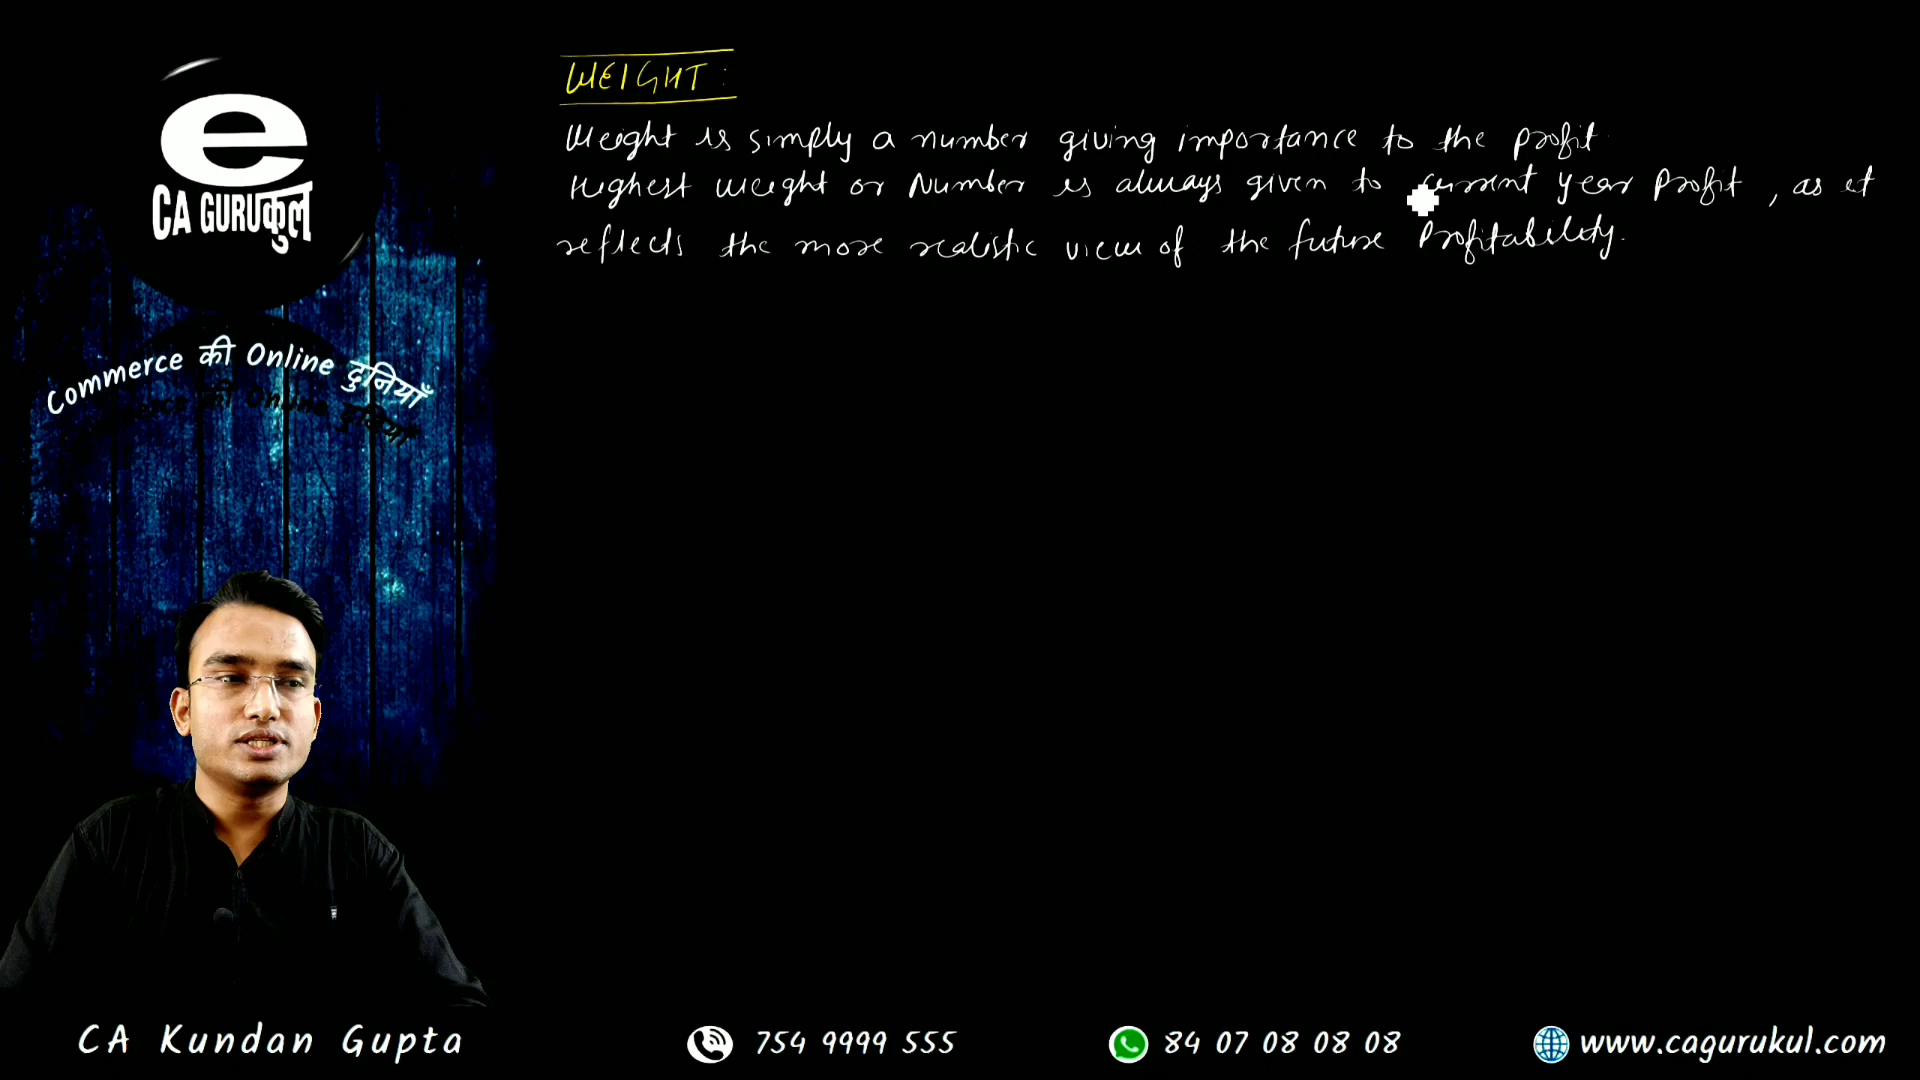 e
CA GURUकुल
Commerce की Online दुनियाँ
WEIGHT :
Weight is simply a number giving importance to the profit
Highest weight or Number is always given to current year profit, as it
reflects the more realistic view of the future Profitability.
CA Kundan Gupta
754 9999 555
84 07 08 08 08
www.cagurukul.com